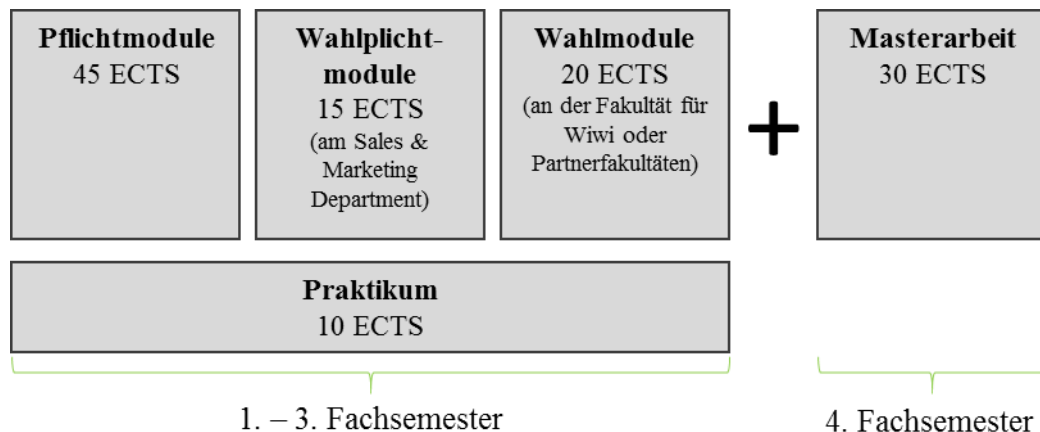 Pflichtmodule
45 ECTS
Wahlplicht-
module
15 ECTS
(am Sales &
Marketing
Department)
Wahlmodule
20 ECTS
(an der Fakultät für
Wiwi oder
Partnerfakultäten)
+
Masterarbeit
30 ECTS
Praktikum
10 ECTS
1. – 3. Fachsemester
4. Fachsemester